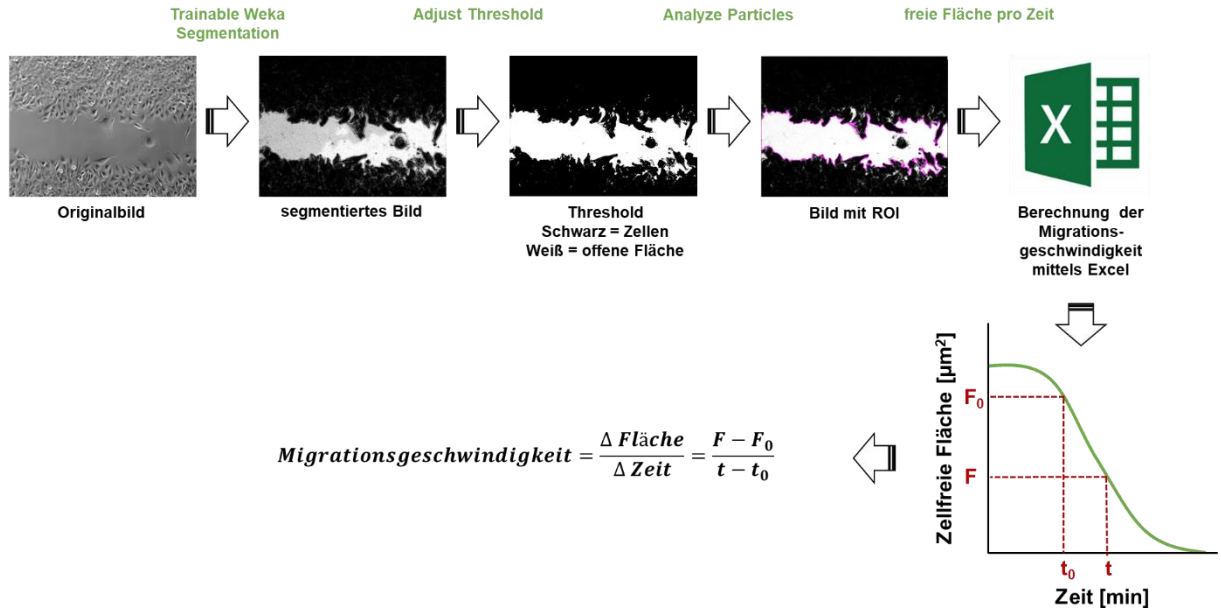 Trainable Weka
Segmentation
Adjust Threshold
Analyze Particles
freie Fläche pro Zeit
X
Originalbild
segmentiertes Bild
Threshold
Schwarz = Zellen
Weiß = offene Fläche
Bild mit ROI
Berechnung der
Migrations-
geschwindigkeit
mittels Excel
Migrationsgeschwindigkeit = Δ Fläche / Δ Zeit = F − F₀ / t − t₀
Zellfreie Fläche [µm²]
F₀
F
t₀ t
Zeit [min]